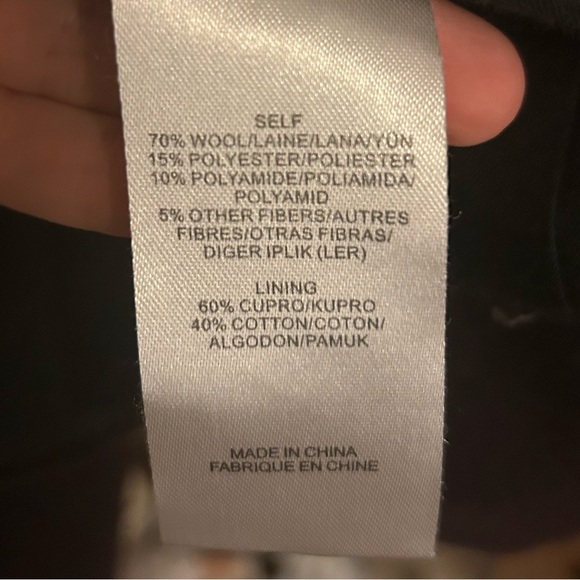 SELF
70% WOOL/LAINE/LANA/YÜN
15% POLYESTER/POLIESTER
10% POLYAMIDE/POLIAMIDA/
POLYAMID
5% OTHER FIBERS/AUTRES
FIBRES/OTRAS FIBRAS/
DIGER IPLIK (LER)
LINING
60% CUPRO/KUPRO
40% COTTON/COTON/
ALGODON/PAMUK
MADE IN CHINA
FABRIQUE EN CHINE